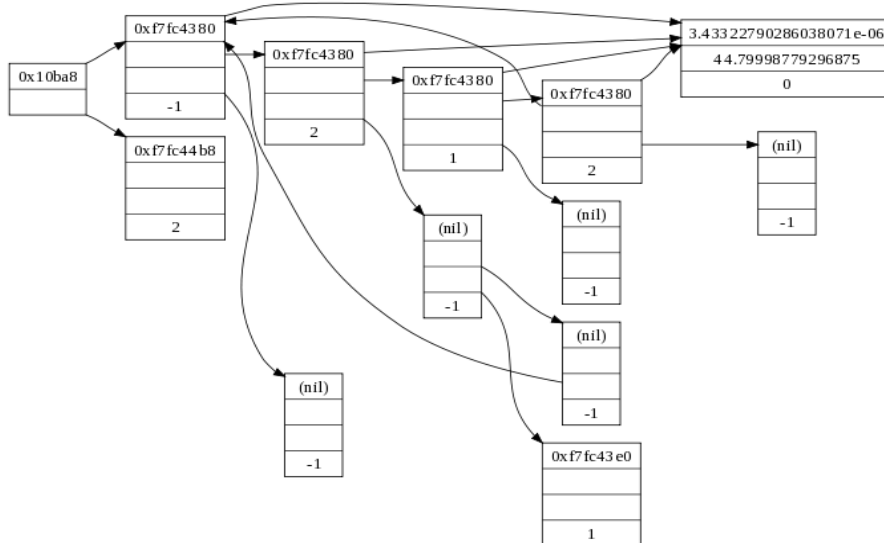 0xf7fc4380
3.43322790286038071e-06
0xf7fc4380
44.79998779296875
0x10ba8
0xf7fc4380
0
0xf7fc4380
-1
2
0xf7fc44b8
(nil)
1
2
2
(nil)
(nil)
-1
-1
-1
(nil)
(nil)
-1
0xf7fc43e0
-1
1